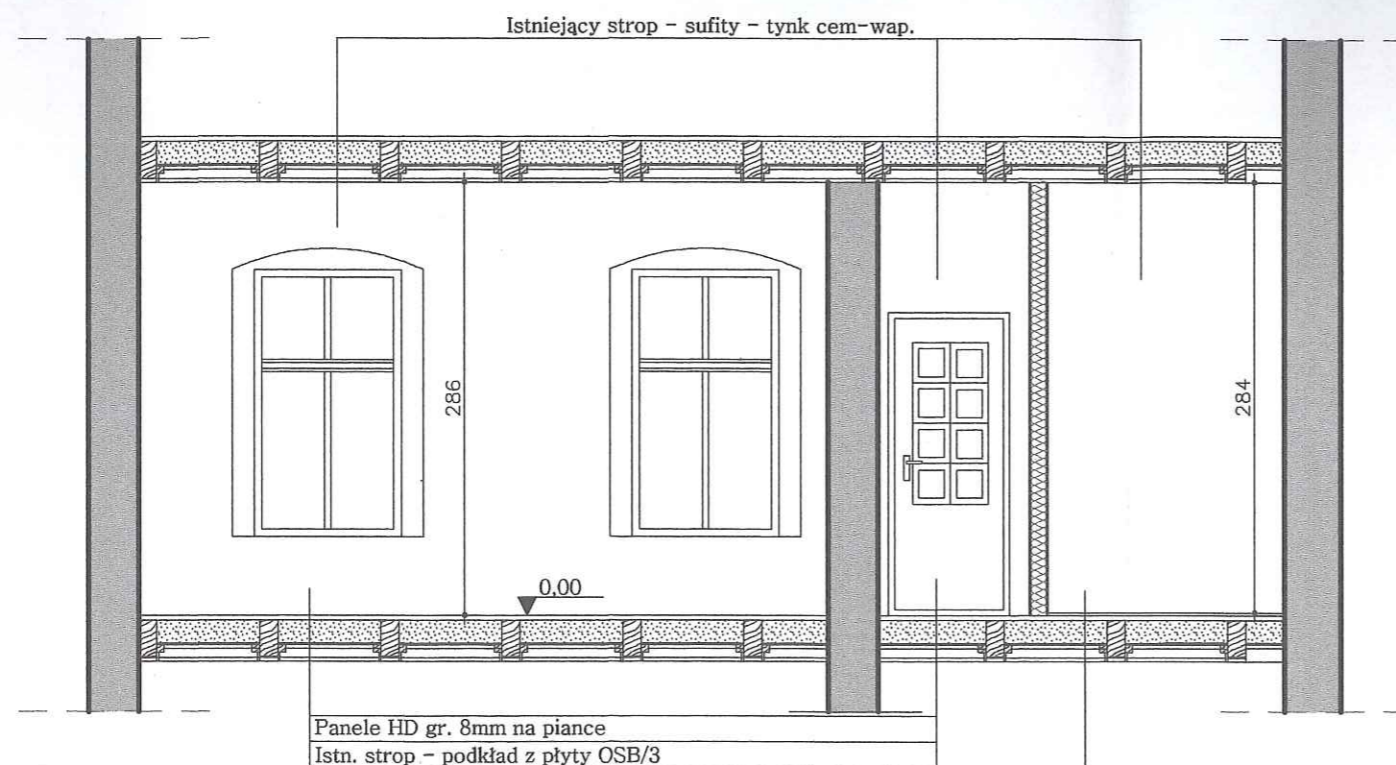 Istniejący strop - sufity - tynk cem-wap.
286
284
0,00
Panele HD gr. 8mm na piance
Istn. strop - podkład z płyty OSB/3